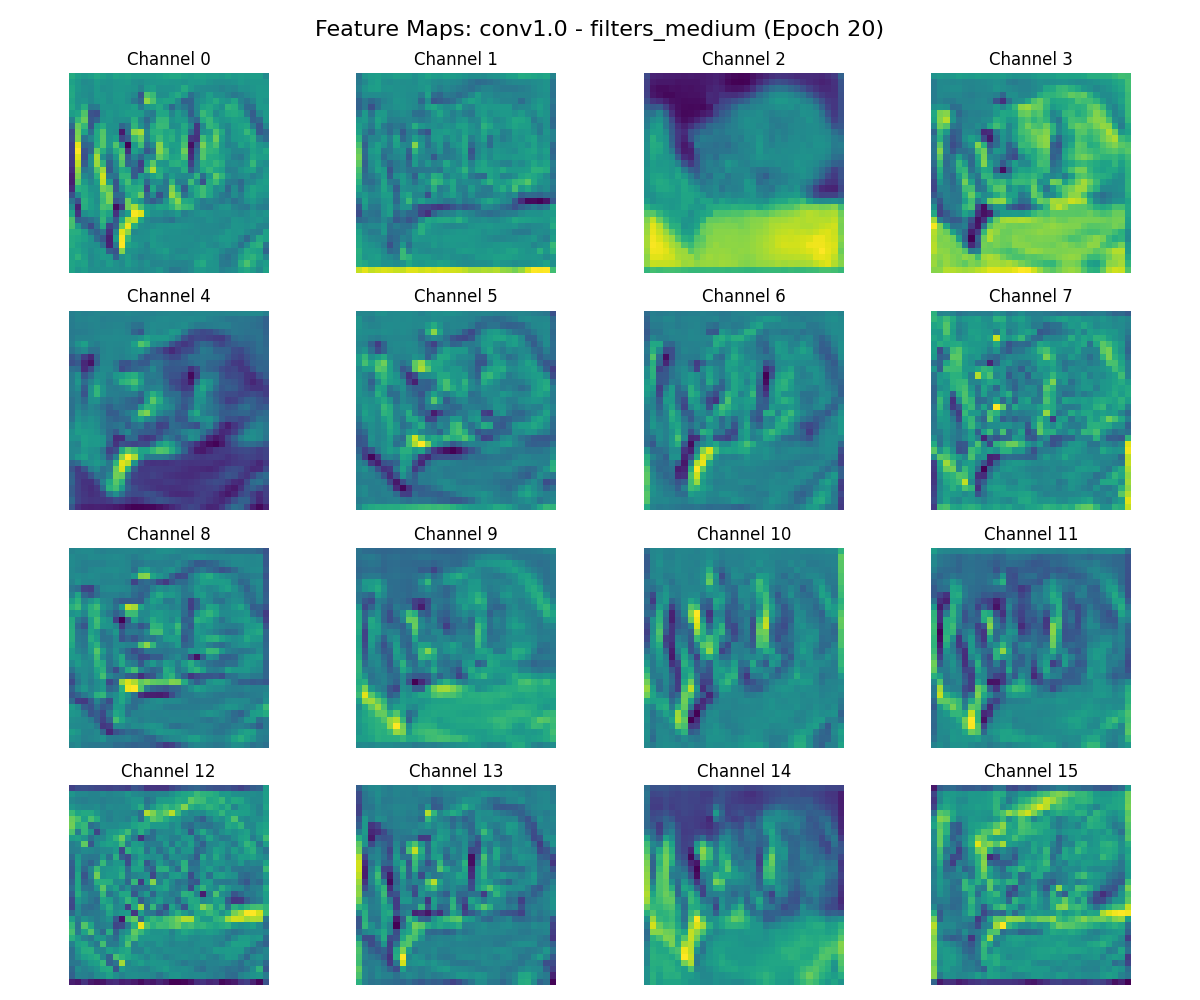 Feature Maps: conv1.0 - filters_medium (Epoch 20)
Channel 0
Channel 1
Channel 2
Channel 3
Channel 4
Channel 5
Channel 6
Channel 7
Channel 8
Channel 9
Channel 10
Channel 11
Channel 12
Channel 13
Channel 14
Channel 15